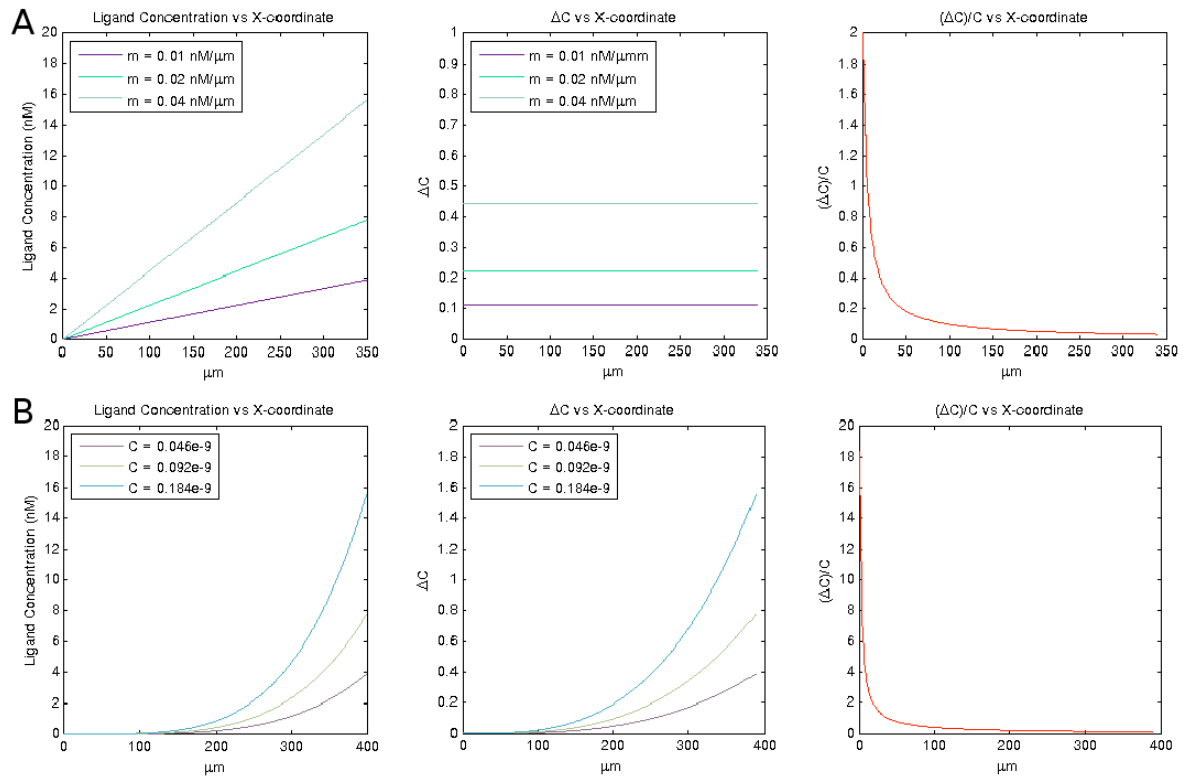 A
Ligand Concentration vs X-coordinate
Ligand Concentration (nM)
20
18
16
14
12
10
8
6
4
2
0
m = 0.01 nM/μm
m = 0.02 nM/μm
m = 0.04 nM/μm
0 50 100 150 200 250 300 350
μm
ΔC vs X-coordinate
ΔC
1
0.9
0.8
0.7
0.6
0.5
0.4
0.3
0.2
0.1
0
m = 0.01 nM/μmm
m = 0.02 nM/μm
m = 0.04 nM/μm
0 50 100 150 200 250 300 350
μm
(ΔC)/C vs X-coordinate
(ΔC)/C
2
1.8
1.6
1.4
1.2
1
0.8
0.6
0.4
0.2
0
0 50 100 150 200 250 300 350
μm
B
Ligand Concentration vs X-coordinate
Ligand Concentration (nM)
20
18
16
14
12
10
8
6
4
2
0
C = 0.046e-9
C = 0.092e-9
C = 0.184e-9
0 100 200 300 400
μm
ΔC vs X-coordinate
ΔC
2
1.8
1.6
1.4
1.2
1
0.8
0.6
0.4
0.2
0
C = 0.046e-9
C = 0.092e-9
C = 0.184e-9
0 100 200 300 400
μm
(ΔC)/C vs X-coordinate
(ΔC)/C
20
18
16
14
12
10
8
6
4
2
0
0 100 200 300 400
μm